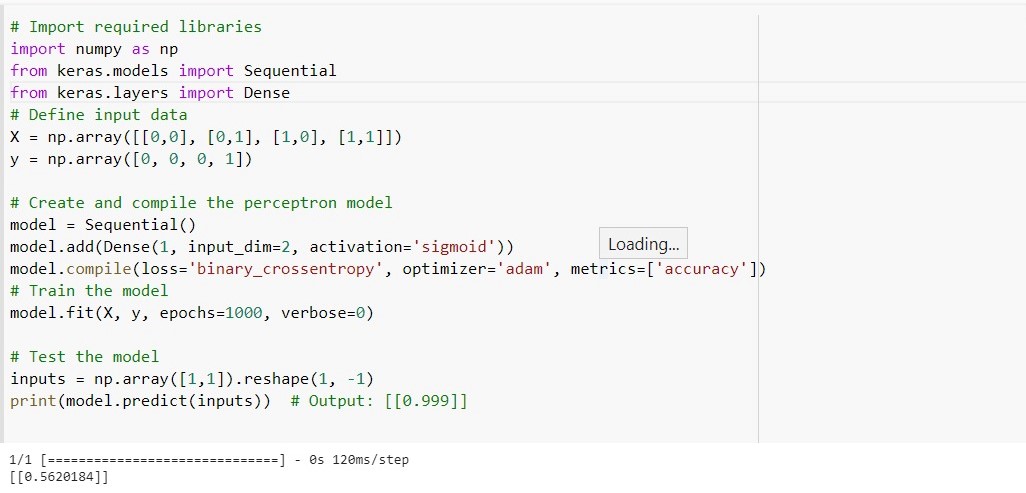 # Import required libraries
import numpy as np
from keras.models import Sequential
from keras.layers import Dense
# Define input data
X = np.array([[0,0], [0,1], [1,0], [1,1]])
y = np.array([0, 0, 0, 1])
# Create and compile the perceptron model
model = Sequential()
model.add(Dense(1, input_dim=2, activation='sigmoid'))
Loading...
model.compile(loss='binary_crossentropy', optimizer='adam', metrics=['accuracy'])
# Train the model
model.fit(X, y, epochs=1000, verbose=0)
# Test the model
inputs = np.array([1,1]).reshape(1, -1)
print(model.predict(inputs))  # Output: [[0.999]]
1/1 [==============================] - 0s 120ms/step
[[0.5620184]]